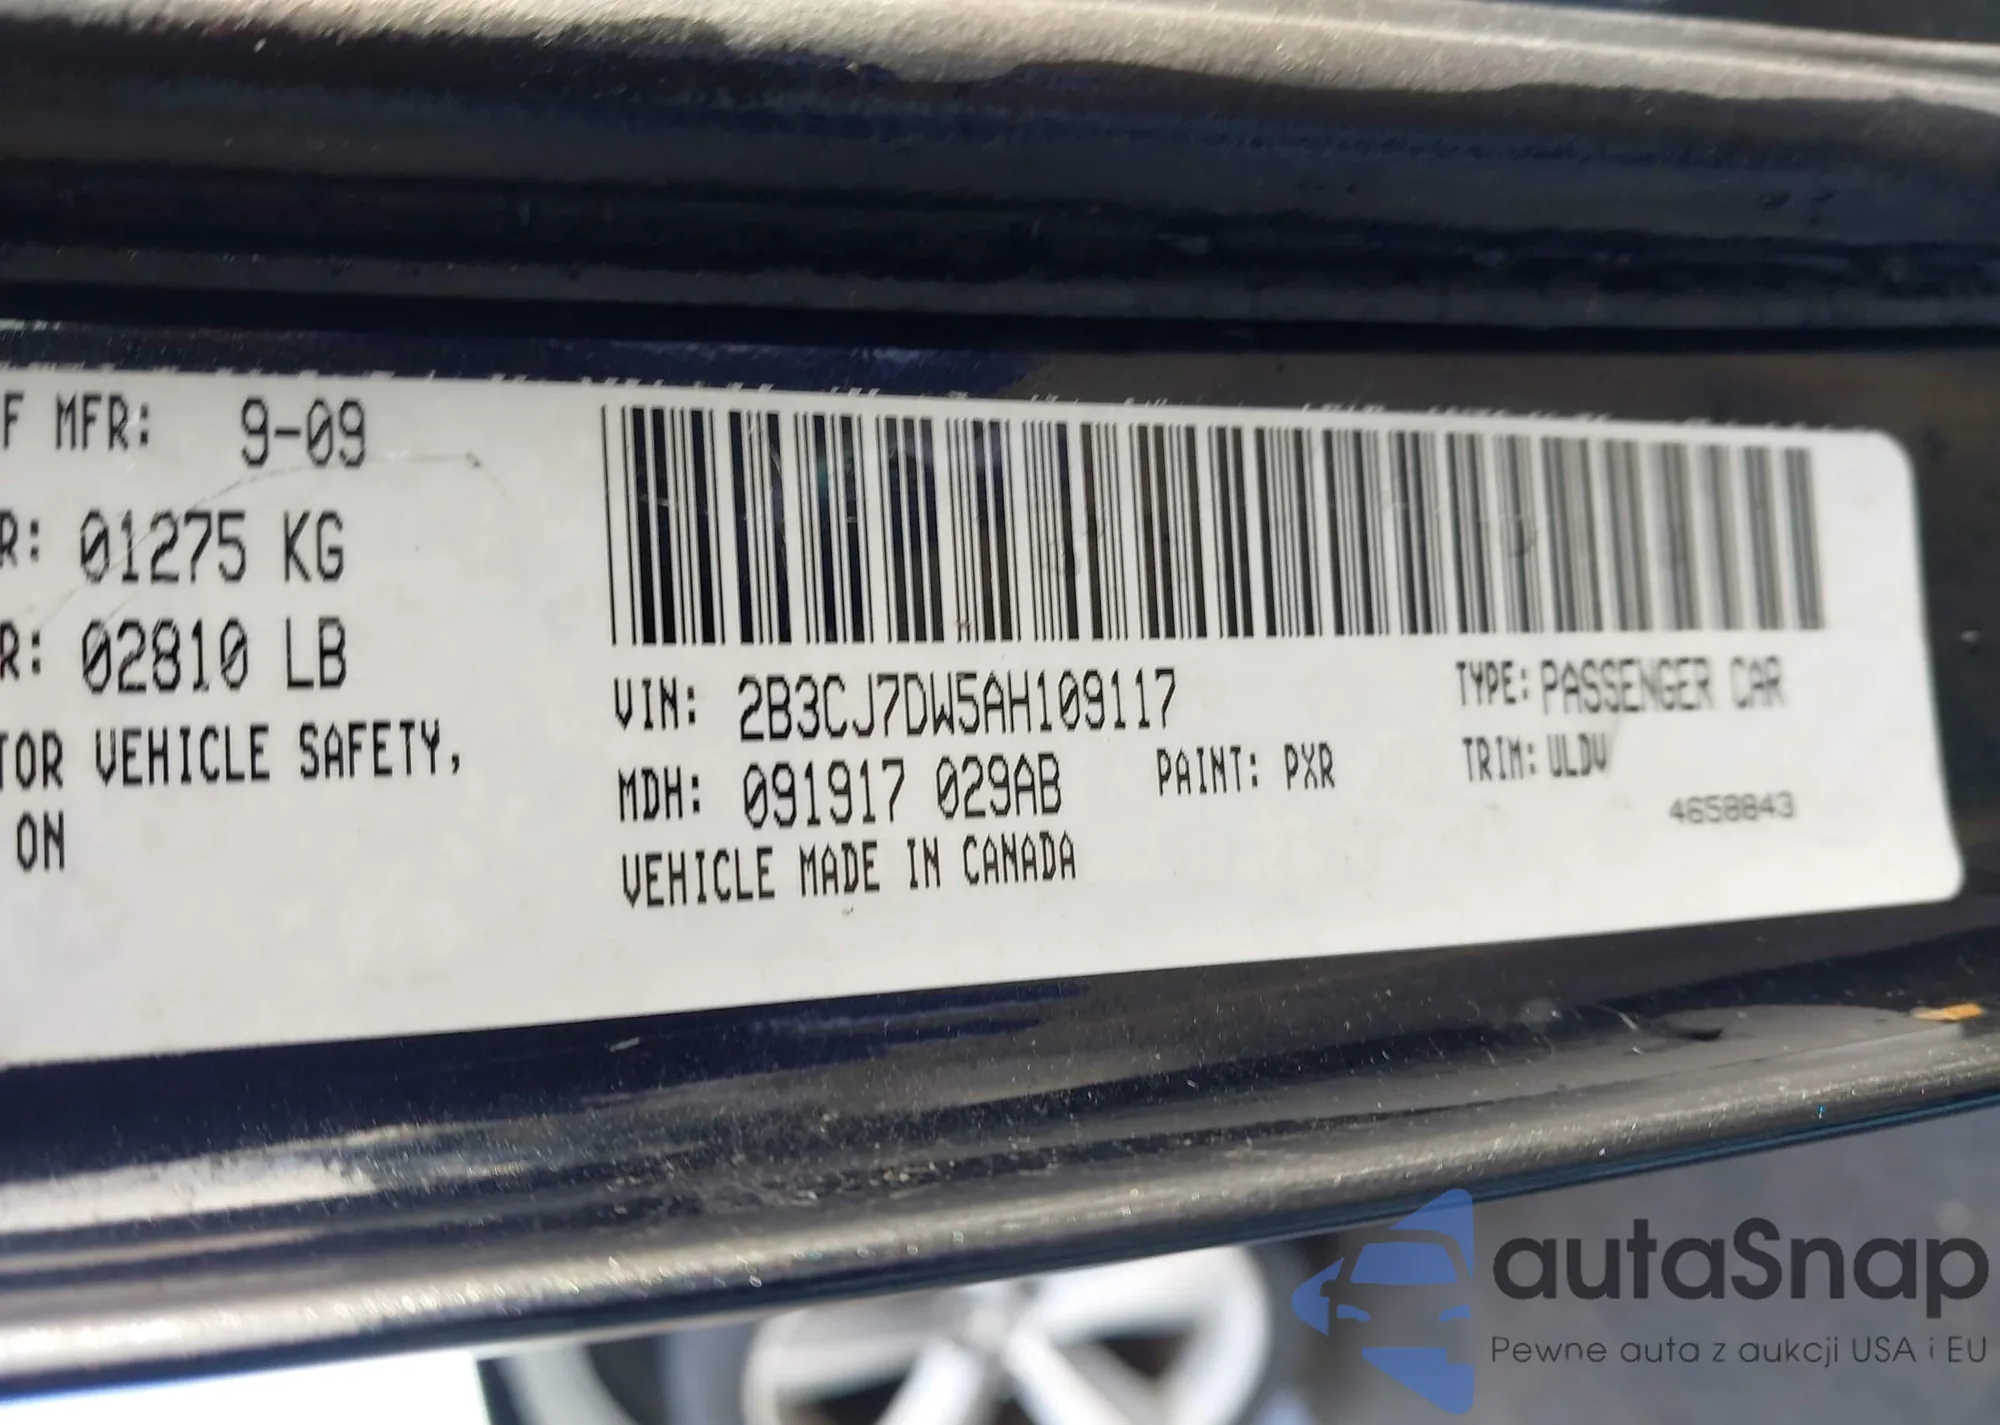 F MFR: 9-09
R: 01275 KG
R: 02810 LB
TOR VEHICLE SAFETY,
ON
VIN: 2B3CJ7DW5AH109117
TYPE: PASSENGER CAR
MDH: 091917 029AB
PAINT: PXR
TRIM: ULDV
4658843
VEHICLE MADE IN CANADA
autaSnap
Pewne auta z aukcji USA i EU